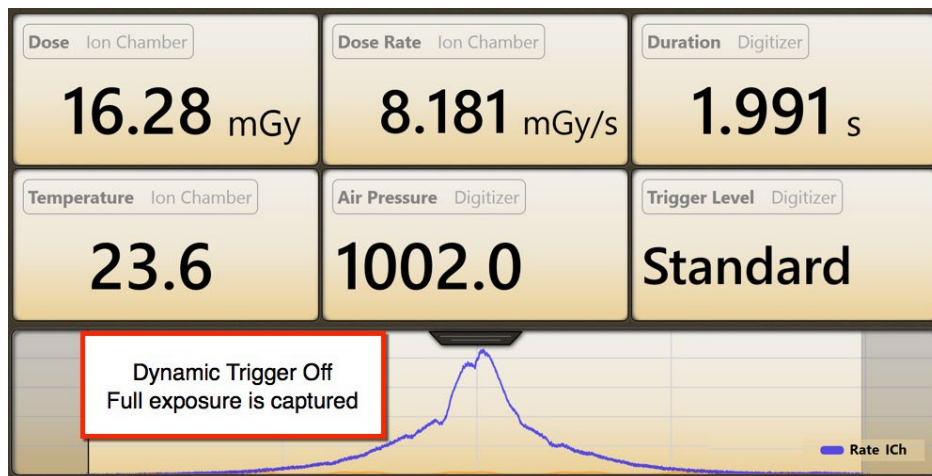 Dose Ion Chamber
16.28 mGy
Dose Rate Ion Chamber
8.181 mGy/s
Duration Digitizer
1.991 s
Temperature Ion Chamber
23.6
Air Pressure Digitizer
1002.0
Trigger Level Digitizer
Standard
Dynamic Trigger Off
Full exposure is captured
Rate ICh